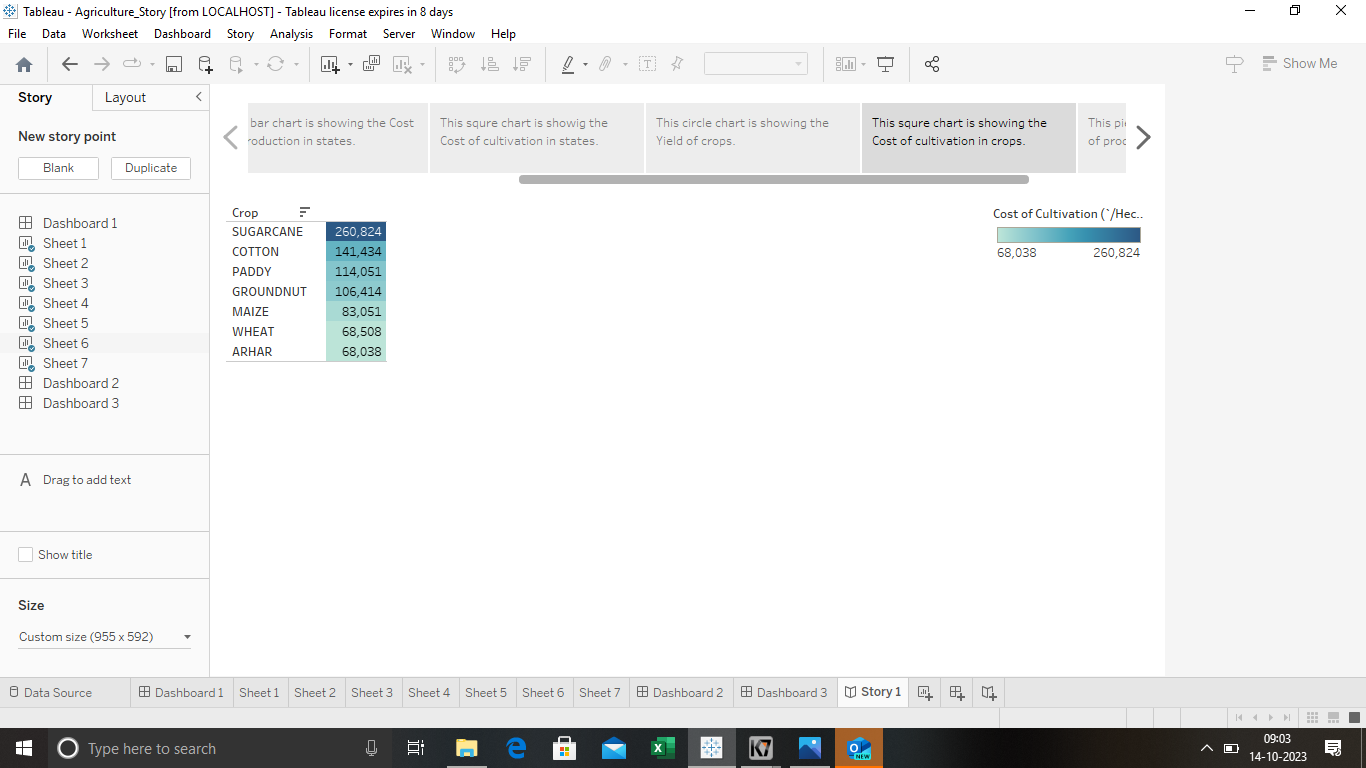 Tableau - Agriculture_Story [from LOCALHOST] - Tableau license expires in 8 days
File Data Worksheet Dashboard Story Analysis Format Server Window Help
Show Me
Story Layout
New story point
Blank Duplicate
Dashboard 1
Sheet 1
Sheet 2
Sheet 3
Sheet 4
Sheet 5
Sheet 6
Sheet 7
Dashboard 2
Dashboard 3
A Drag to add text
Show title
Size
Custom size (955 x 592)
bar chart is showing the Cost
roduction in states.
This squre chart is showig the
Cost of cultivation in states.
This circle chart is showing the
Yield of crops.
This squre chart is showing the
Cost of cultivation in crops.
This pie
of proc
Crop
SUGARCANE 260,824
COTTON 141,434
PADDY 114,051
GROUNDNUT 106,414
MAIZE 83,051
WHEAT 68,508
ARHAR 68,038
Cost of Cultivation (`/Hec..
68,038 260,824
Data Source Dashboard 1 Sheet 1 Sheet 2 Sheet 3 Sheet 4 Sheet 5 Sheet 6 Sheet 7 Dashboard 2 Dashboard 3 Story 1
Type here to search
K7
NEW
09:03
14-10-2023